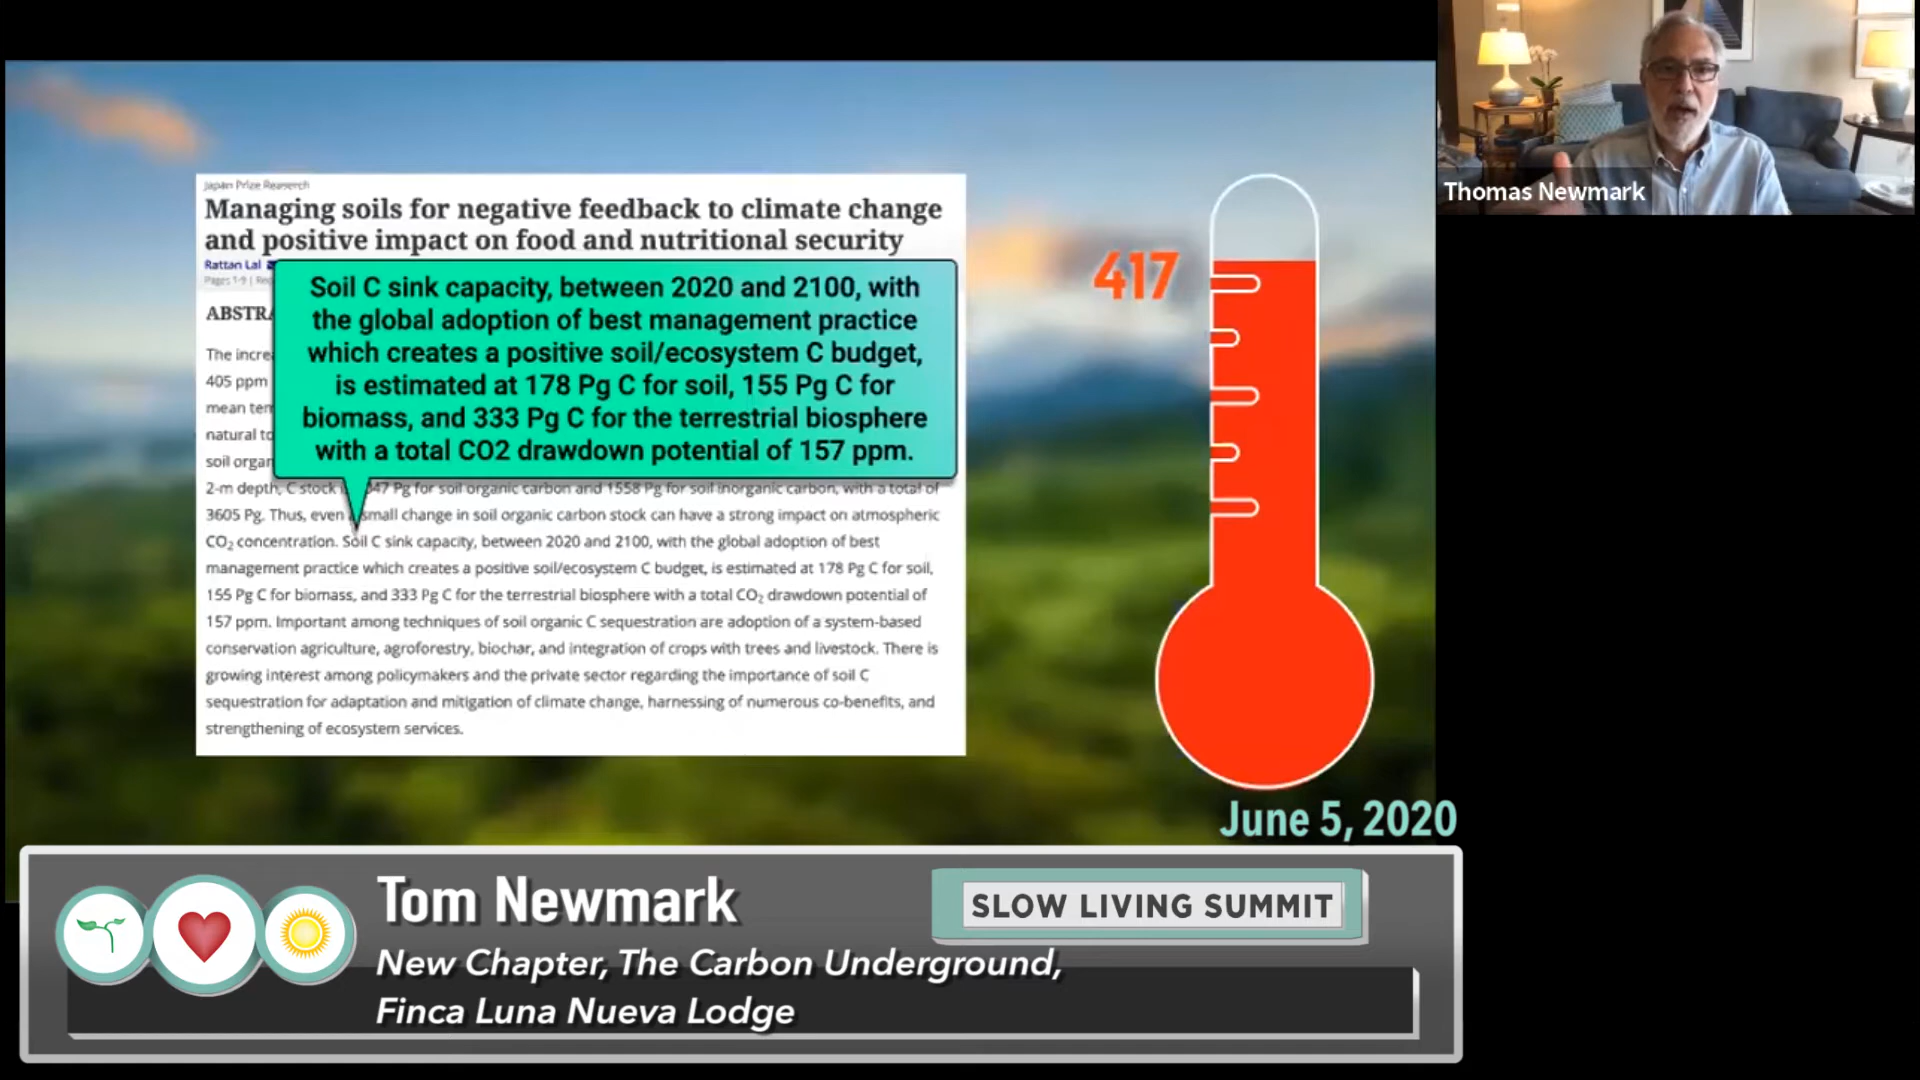 Japan Prize Research
Managing soils for negative feedback to climate change
and positive impact on food and nutritional security
Rattan Lal
Pages 1-9
ABSTRA
The incre
405 ppm
mean ten
natural to
soil organ
Soil C sink capacity, between 2020 and 2100, with
the global adoption of best management practice
which creates a positive soil/ecosystem C budget,
is estimated at 178 Pg C for soil, 155 Pg C for
biomass, and 333 Pg C for the terrestrial biosphere
with a total CO2 drawdown potential of 157 ppm.
2-m depth, C stock 47 Pg for soil organic carbon and 1558 Pg for soil inorganic carbon, with a total of
3605 Pg. Thus, even small change in soil organic carbon stock can have a strong impact on atmospheric
CO2 concentration. Soil C sink capacity, between 2020 and 2100, with the global adoption of best
management practice which creates a positive soil/ecosystem C budget, is estimated at 178 Pg C for soil,
155 Pg C for biomass, and 333 Pg C for the terrestrial biosphere with a total CO2 drawdown potential of
157 ppm. Important among techniques of soil organic C sequestration are adoption of a system-based
conservation agriculture, agroforestry, biochar, and integration of crops with trees and livestock. There is
growing interest among policymakers and the private sector regarding the importance of soil C
sequestration for adaptation and mitigation of climate change, harnessing of numerous co-benefits, and
strengthening of ecosystem services.
417
June 5, 2020
Thomas Newmark
Tom Newmark
SLOW LIVING SUMMIT
New Chapter, The Carbon Underground,
Finca Luna Nueva Lodge